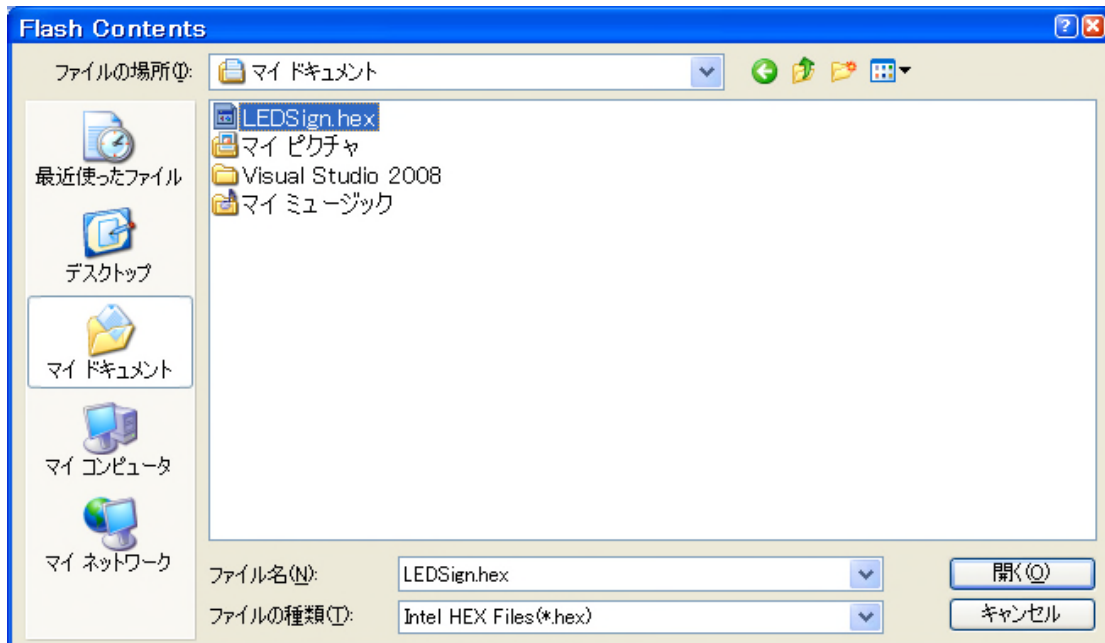 Flash Contents
ファイルの場所(I):
マイ ドキュメント
最近使ったファイル
デスクトップ
マイ ドキュメント
マイ コンピュータ
マイ ネットワーク
LEDSign.hex
マイ ピクチャ
Visual Studio 2008
マイ ミュージック
ファイル名(N):
LEDSign.hex
開く(O)
ファイルの種類(T):
Intel HEX Files(*.hex)
キャンセル